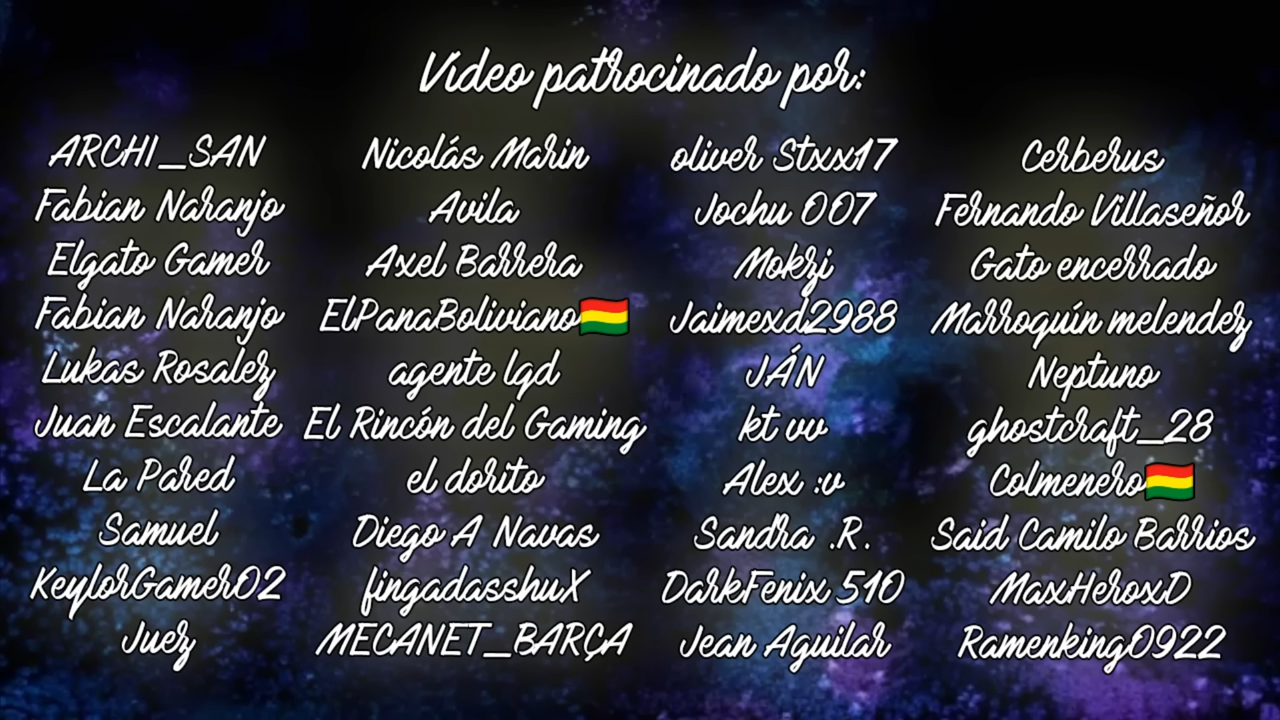 Video patrocinado por:
ARCHI_SAN
Fabian Naranjo
Elgato Gamer
Fabian Naranjo
Lukas Rosalez
Juan Escalante
La Pared
Samuel
KeylorGamer02
Juez
Nicolás Marin
Avila
Axel Barrera
ElPanaBoliviano🇧🇴
agente lgd
El Rincón del Gaming
el dorito
Diego A Navas
fingadasshuX
MECANET_BARÇA
oliver Stxx17
Jochu 007
Mokzj
Jaimexd2988
JÁN
kt vv
Alex :v
Sandra .R.
DarkFenix 510
Jean Aguilar
Cerberus
Fernando Villaseñor
Gato encerrado
Marroquín melendez
Neptuno
ghostcraft_28
Colmenero🇧🇴
Said Camilo Barrios
MaxHeroxD
Ramenking0922